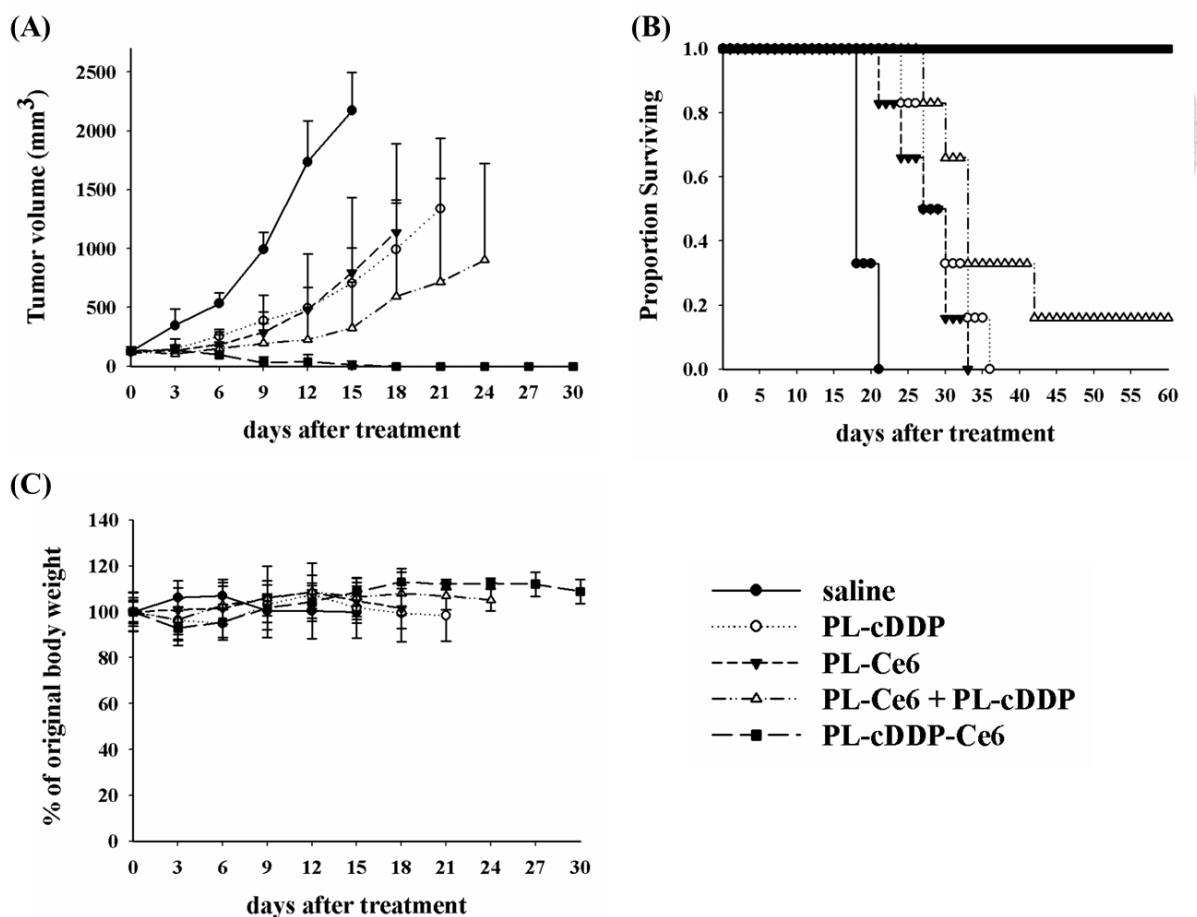 (A)
Tumor volume (mm³)
2500
2000
1500
1000
500
0
0 3 6 9 12 15 18 21 24 27 30
days after treatment
(B)
Proportion Surviving
1.0
0.8
0.6
0.4
0.2
0.0
0 5 10 15 20 25 30 35 40 45 50 55 60
days after treatment
(C)
% of original body weight
140
120
100
80
60
40
20
0
0 3 6 9 12 15 18 21 24 27 30
days after treatment
saline
PL-cDDP
PL-Ce6
PL-Ce6 + PL-cDDP
PL-cDDP-Ce6